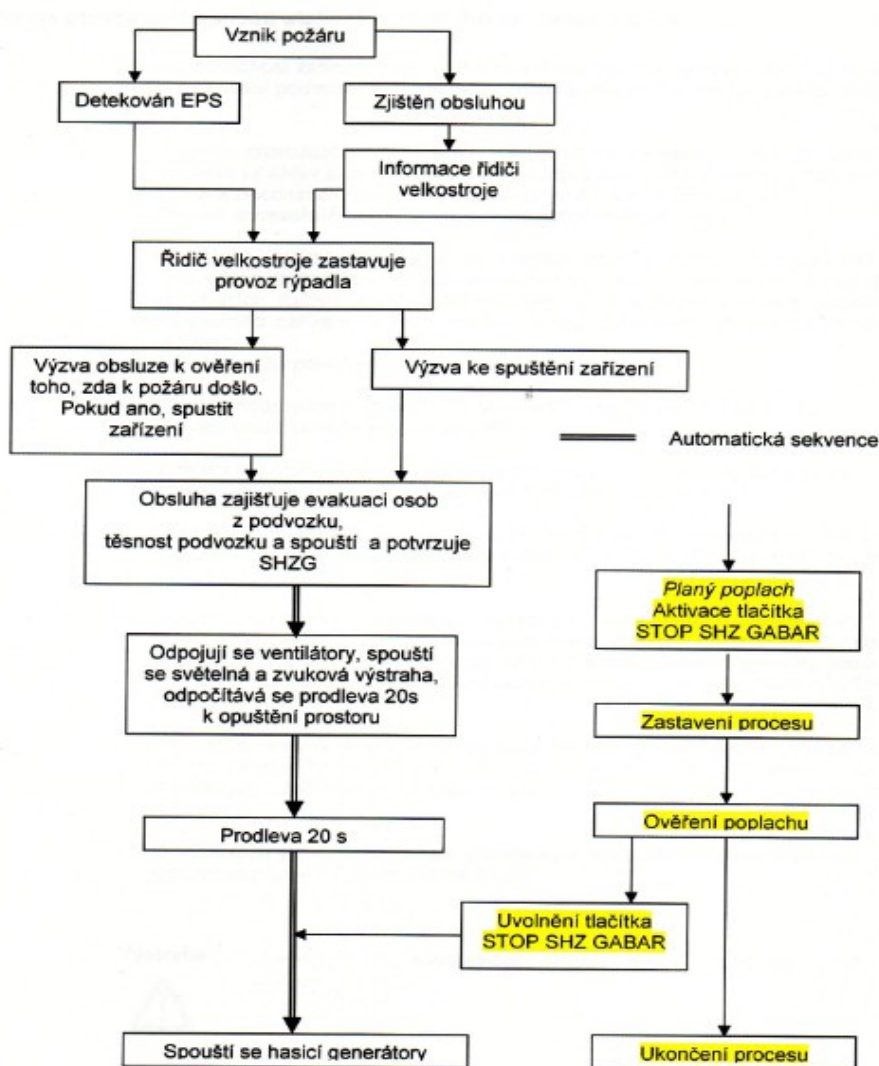 Vznik požáru
Detekován EPS
Zjištěn obsluhou
Informace řidiči
velkostroje
Řidič velkostroje zastavuje
provoz rýpadla
Výzva obsluze k ověření
toho, zda k požáru došlo.
Pokud ano, spustit
zařízení
Výzva ke spuštění zařízení
Automatická sekvence
Obsluha zajišťuje evakuaci osob
z podvozku,
těsnost podvozku a spouští a potvrzuje
SHZG
Planý poplach
Aktivace tlačítka
STOP SHZ GABAR
Odpojují se ventilátory, spouští
se světelná a zvuková výstraha,
odpočítává se prodleva 20s
k opuštění prostoru
Zastavení procesu
Prodleva 20 s
Ověření poplachu
Uvolnění tlačítka
STOP SHZ GABAR
Spouští se hasicí generátory
Ukončení procesu